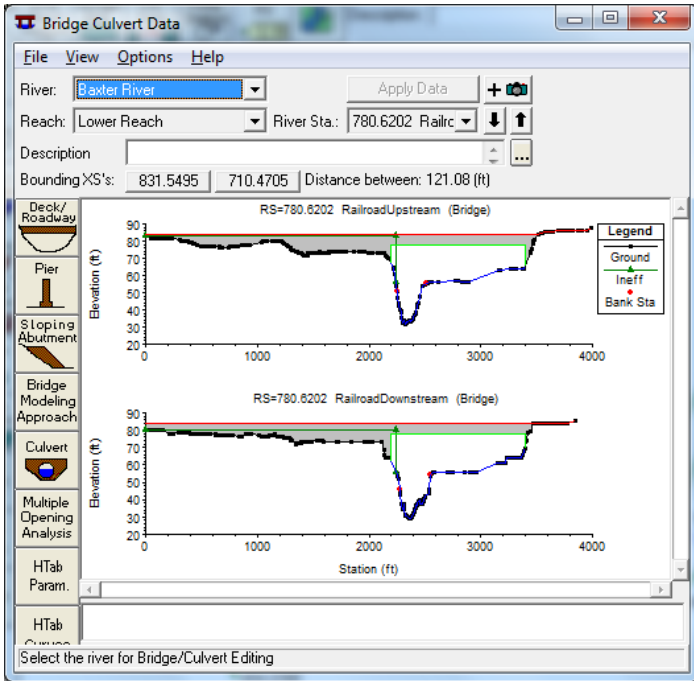 Bridge Culvert Data
File View Options Help
River: Baxter River Apply Data +
Reach: Lower Reach River Sta.: 780.6202 Railrc
Description ...
Bounding XS's: 831.5495 710.4705 Distance between: 121.08 (ft)
Deck/
Roadway
Pier
Sloping
Abutment
Bridge
Modeling
Approach
Culvert
Multiple
Opening
Analysis
HTab
Param.
HTab
RS=780.6202 RailroadUpstream (Bridge)
90
80
70
60
50
40
30
20
Elevation (ft)
0 1000 2000 3000 4000
Legend
Ground
Ineff
Bank Sta
RS=780.6202 RailroadDownstream (Bridge)
90
80
70
60
50
40
30
20
Elevation (ft)
0 1000 2000 3000 4000
Station (ft)
Select the river for Bridge/Culvert Editing